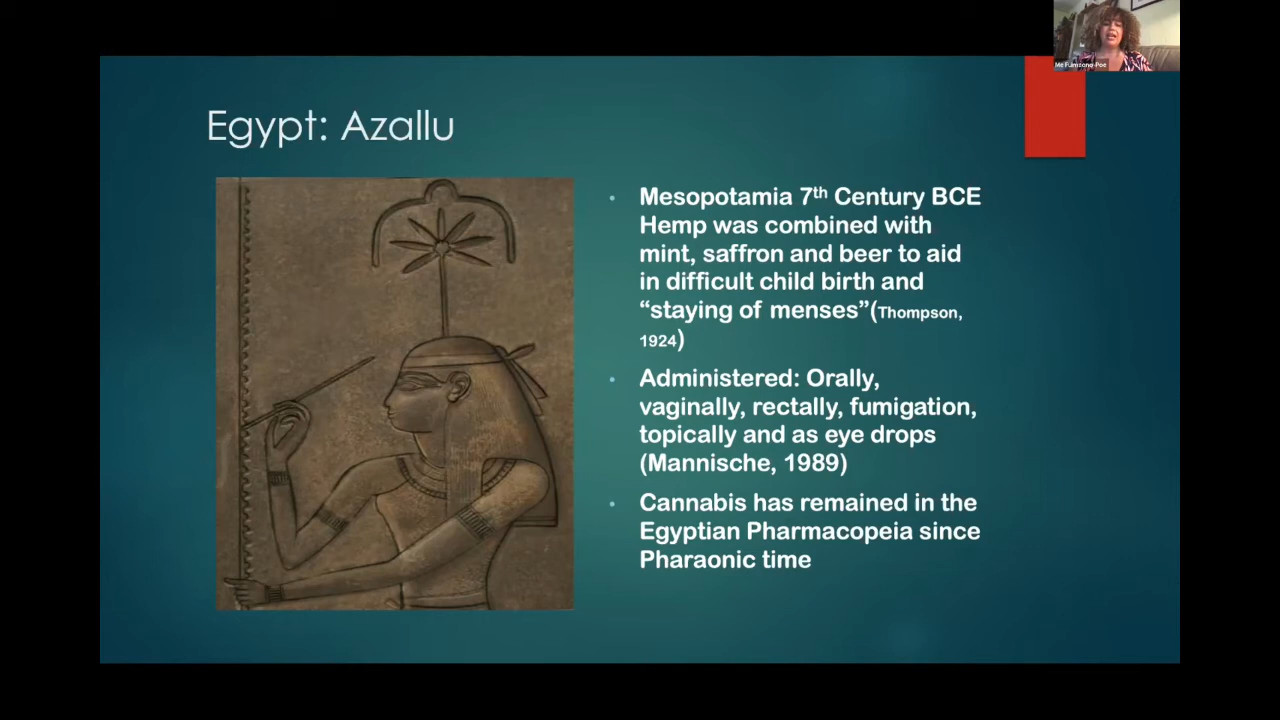 Egypt: Azallu
Mesopotamia 7th Century BCE
Hemp was combined with
mint, saffron and beer to aid
in difficult child birth and
“staying of menses”(Thompson,
1924)
Administered: Orally,
vaginally, rectally, fumigation,
topically and as eye drops
(Mannische, 1989)
Cannabis has remained in the
Egyptian Pharmacopeia since
Pharaonic time